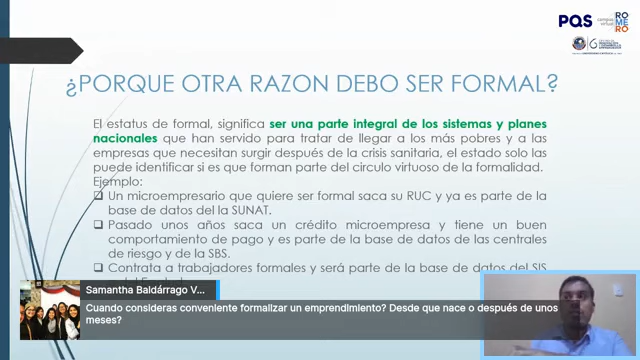 PQS
campus virtual
RO
ME
RO
¿PORQUE OTRA RAZON DEBO SER FORMAL?
El estatus de formal, significa ser una parte integral de los sistemas y planes
nacionales que han servido para tratar de llegar a los más pobres y a las
empresas que necesitan surgir después de la crisis sanitaria, el estado solo las
puede identificar si es que forman parte del circulo virtuoso de la formalidad.
Ejemplo:
Un microempresario que quiere ser formal saca su RUC y ya es parte de la
base de datos del la SUNAT.
Pasado unos años saca un crédito microempresa y tiene un buen
comportamiento de pago y es parte de la base de datos de las centrales
de riesgo y de la SBS.
Contrata a trabajadores formales y será parte de la base de datos del SIS
Samantha Baldárrago V...
Cuando consideras conveniente formalizar un emprendimiento? Desde que nace o después de unos
meses?